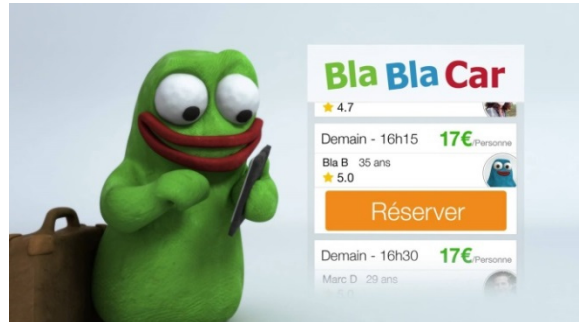 Bla Bla Car
4.7
Demain - 16h15 17€/Personne
Bla B 35 ans
5.0
Réserver
Demain - 16h30 17€/Personne
Marc D 29 ans